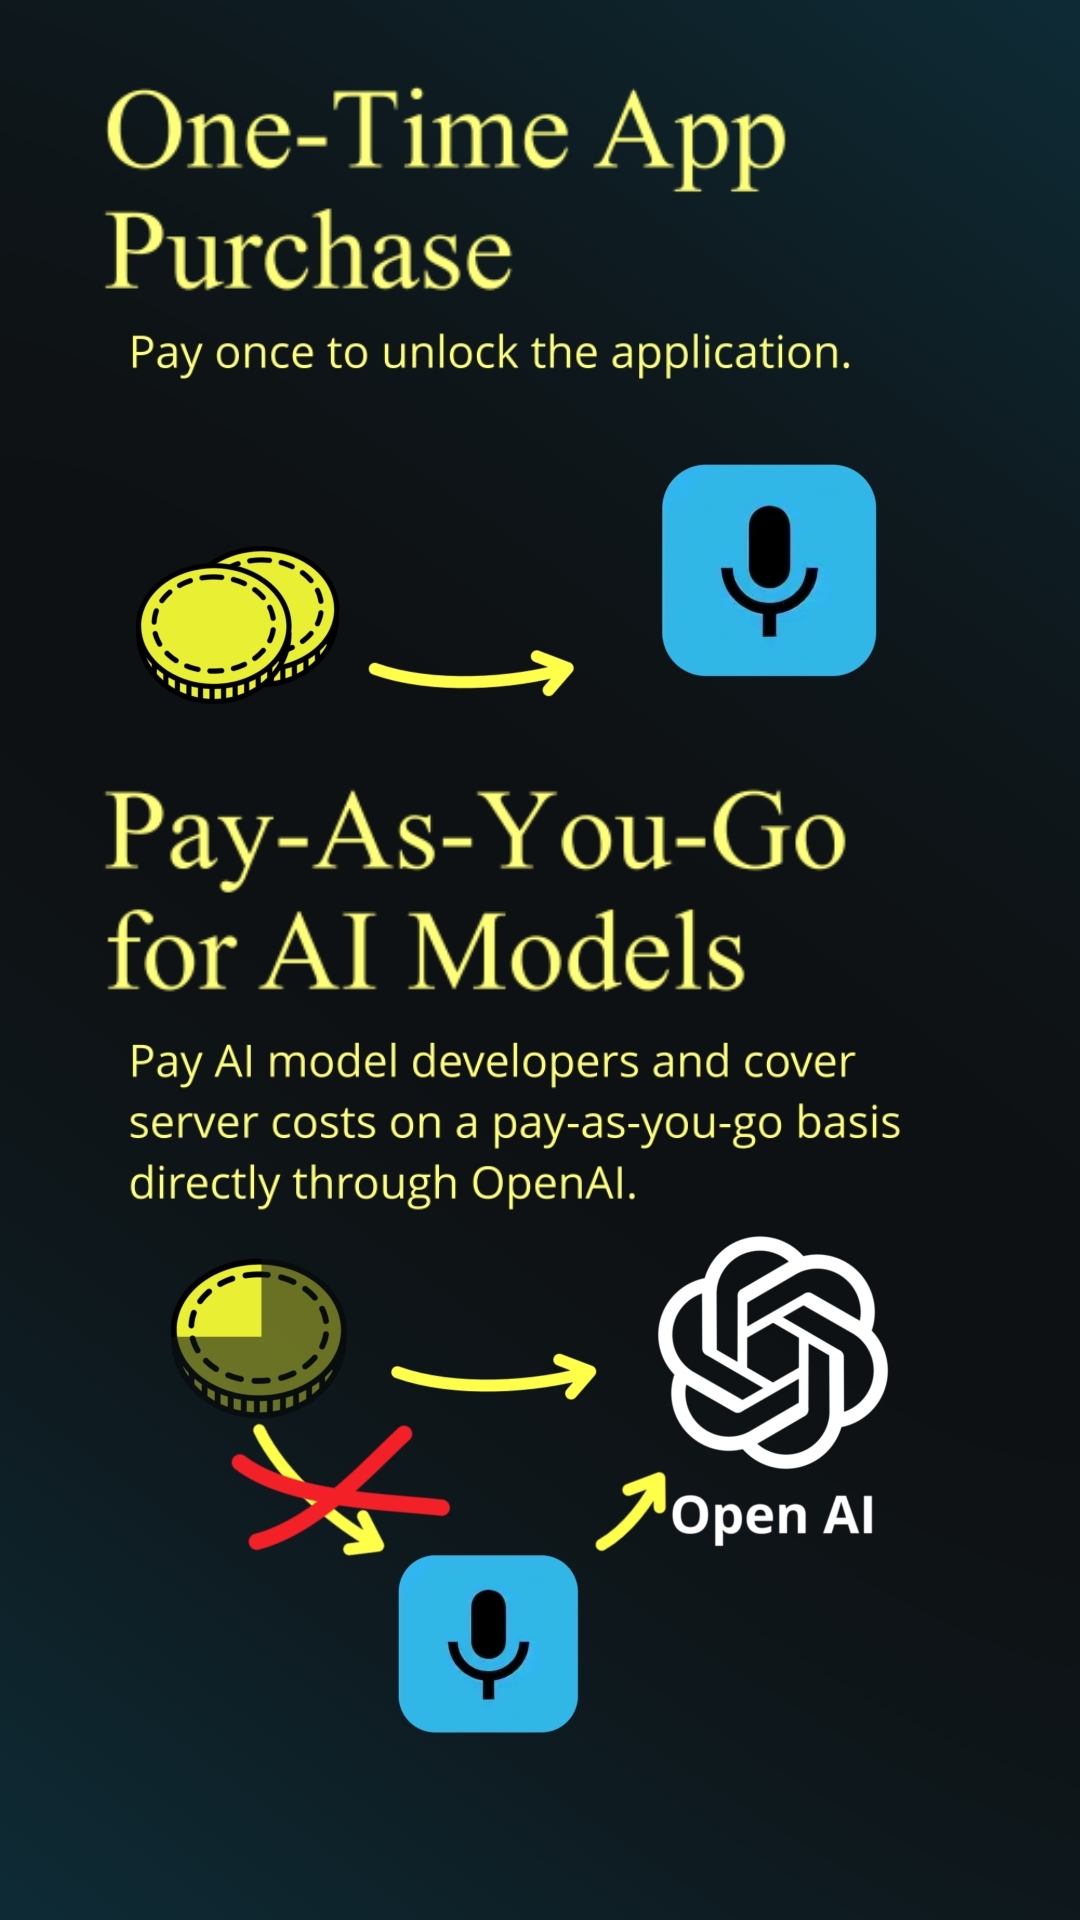 One-Time App
Purchase
Pay once to unlock the application.
Pay-As-You-Go
for AI Models
Pay AI model developers and cover
server costs on a pay-as-you-go basis
directly through OpenAI.
Open AI